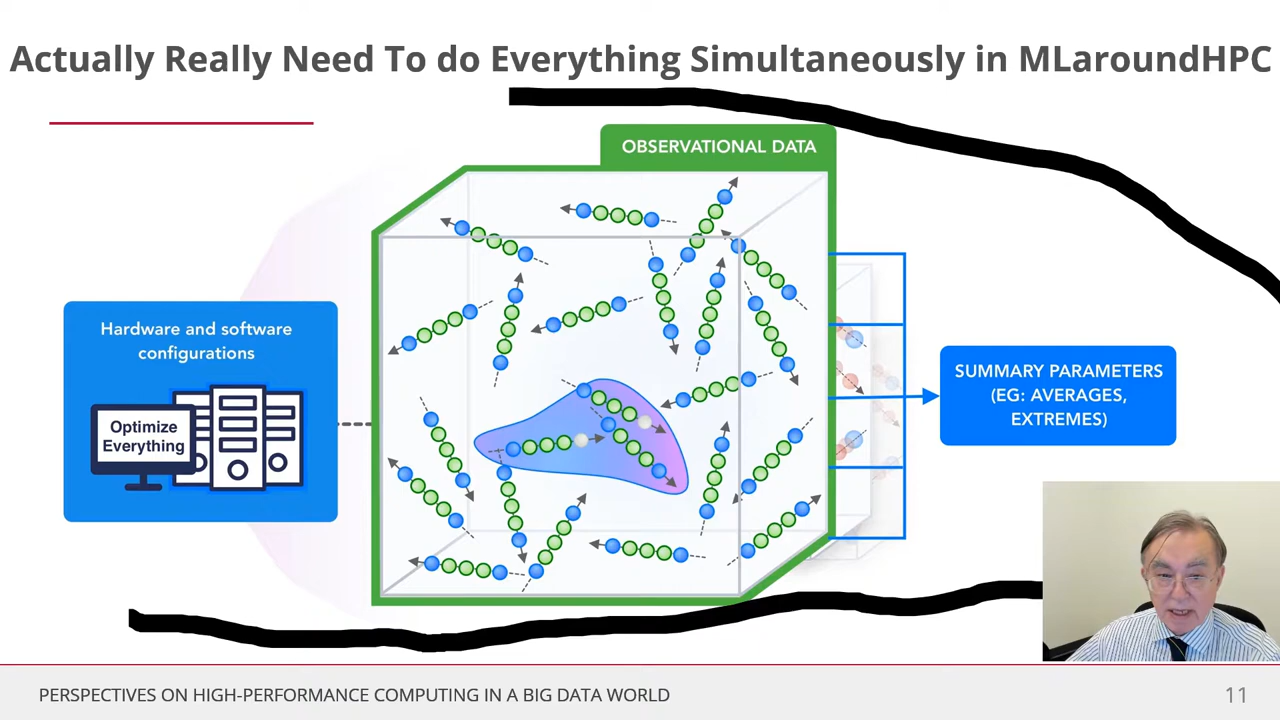 Actually Really Need To do Everything Simultaneously in MLaroundHPC
OBSERVATIONAL DATA
Hardware and software
configurations
Optimize
Everything
SUMMARY PARAMETERS
(EG: AVERAGES,
EXTREMES)
PERSPECTIVES ON HIGH-PERFORMANCE COMPUTING IN A BIG DATA WORLD
11